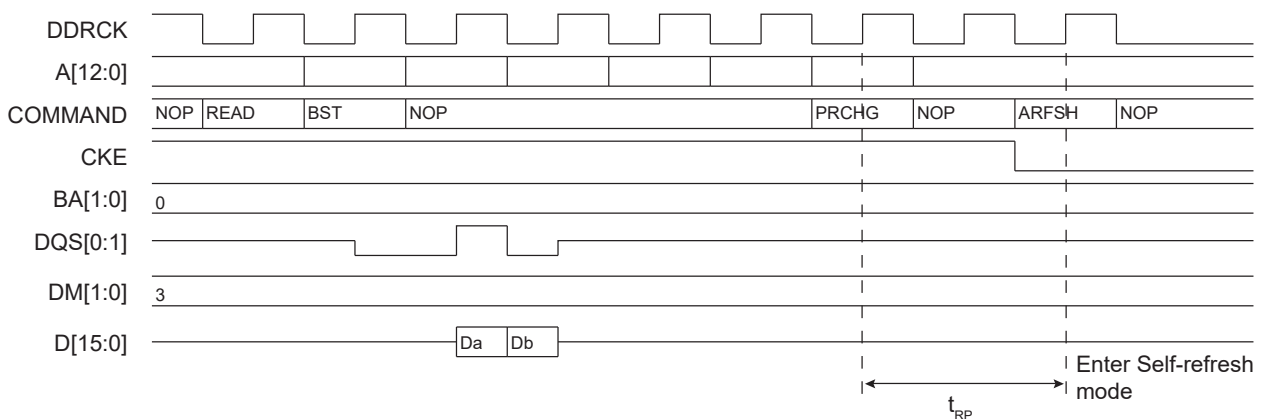 DDRCK
A[12:0]
COMMAND NOP READ BST NOP PRCHG NOP ARFSH NOP
CKE
BA[1:0] 0
DQS[0:1]
DM[1:0] 3
D[15:0] Da Db
Enter Self-refresh
mode
tRP